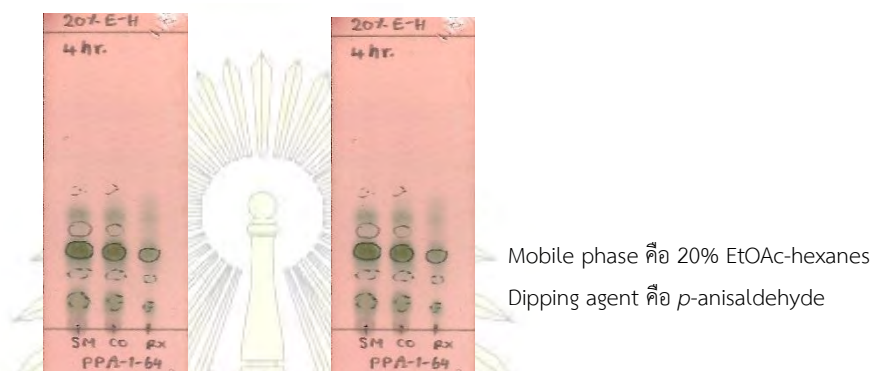 20% E-H
4 hr.
SM CO RX
PPA-1-64
20% E-H
4 hr.
SM CO RX
PPA-1-64
Mobile phase คือ 20% EtOAc-hexanes
Dipping agent คือ p-anisaldehyde